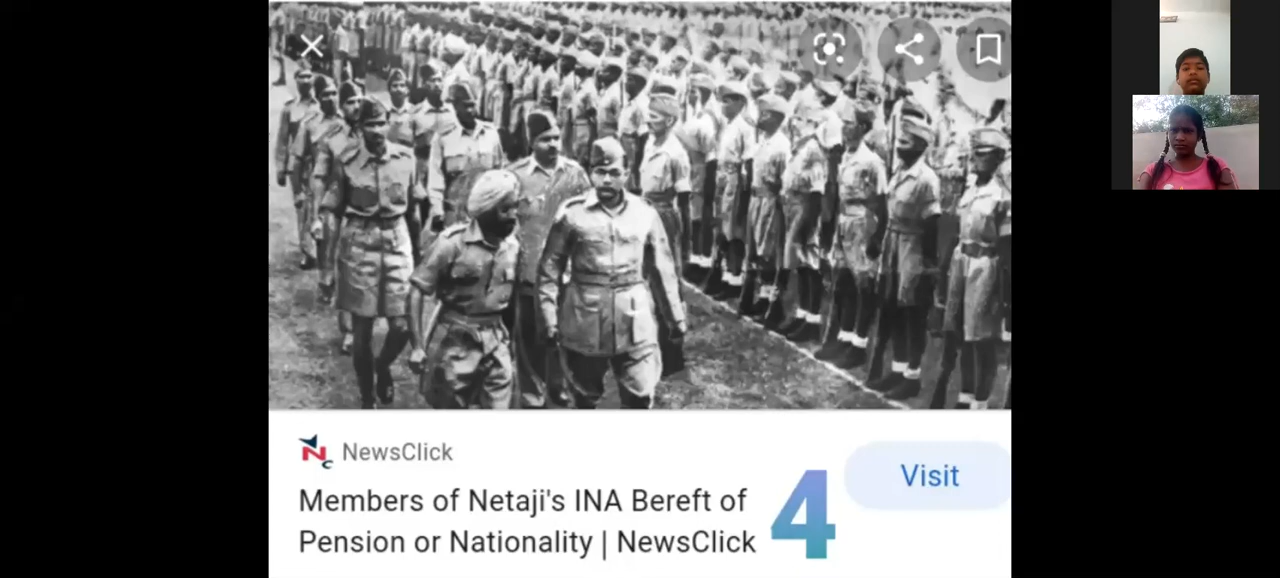 NewsClick
Members of Netaji's INA Bereft of
Pension or Nationality | NewsClick
4
Visit